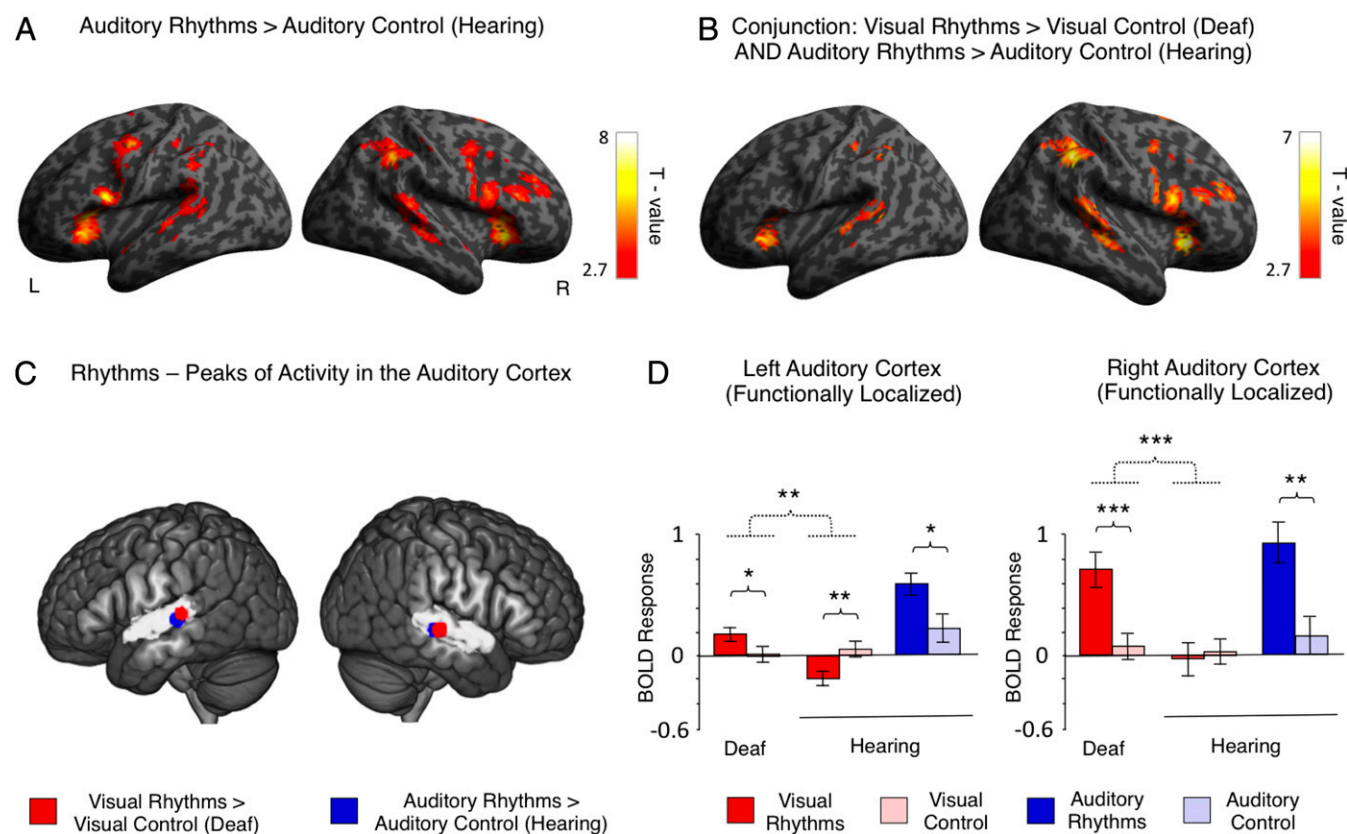 A
Auditory Rhythms > Auditory Control (Hearing)
8
T - value
2.7
L
R
B
Conjunction: Visual Rhythms > Visual Control (Deaf)
AND Auditory Rhythms > Auditory Control (Hearing)
7
T - value
2.7
C
Rhythms – Peaks of Activity in the Auditory Cortex
Visual Rhythms >
Visual Control (Deaf)
Auditory Rhythms >
Auditory Control (Hearing)
D
Left Auditory Cortex
(Functionally Localized)
**
*
**
*
1
BOLD Response
0
-0.6
Deaf
Hearing
Right Auditory Cortex
(Functionally Localized)
***
***
**
1
BOLD Response
0
-0.6
Deaf
Hearing
Visual
Rhythms
Visual
Control
Auditory
Rhythms
Auditory
Control